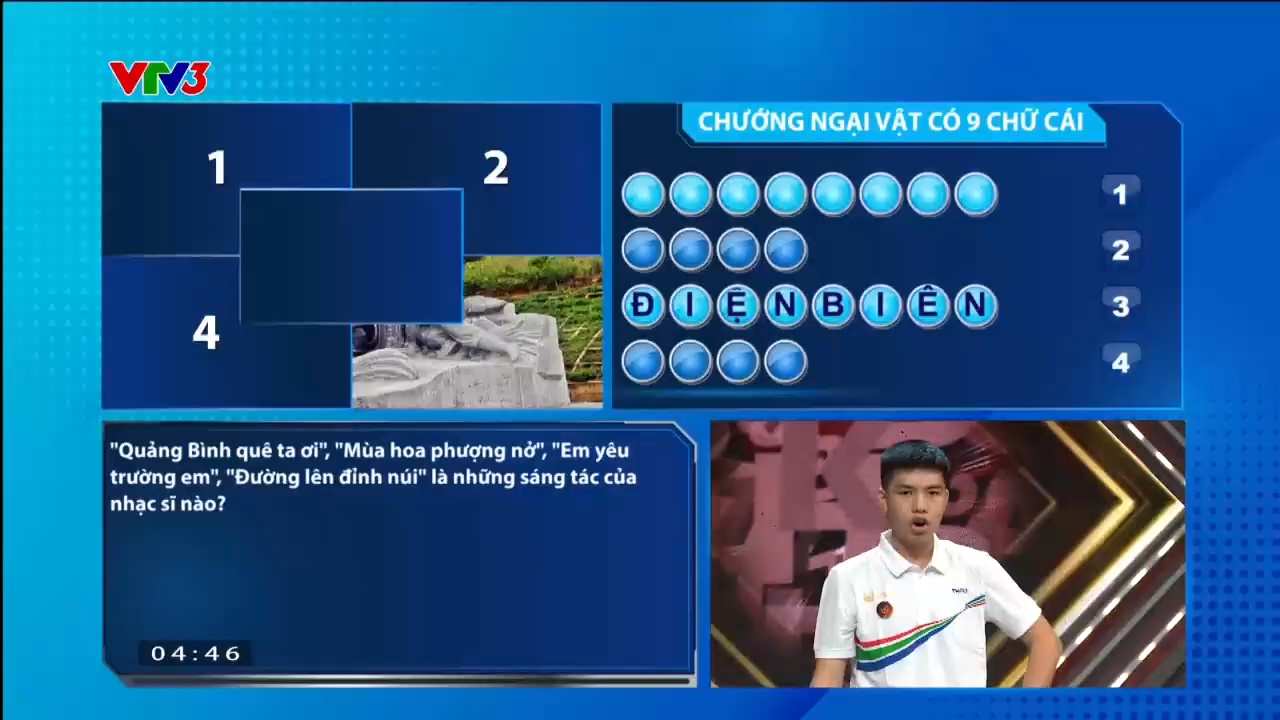 VTV3
1
2
4
CHƯỚNG NGẠI VẬT CÓ 9 CHỮ CÁI
1
2
ĐIỆNBIÊN
3
4
"Quảng Bình quê ta ơi", "Mùa hoa phượng nở", "Em yêu
trường em", "Đường lên đỉnh núi" là những sáng tác của
nhạc sĩ nào?
04:46